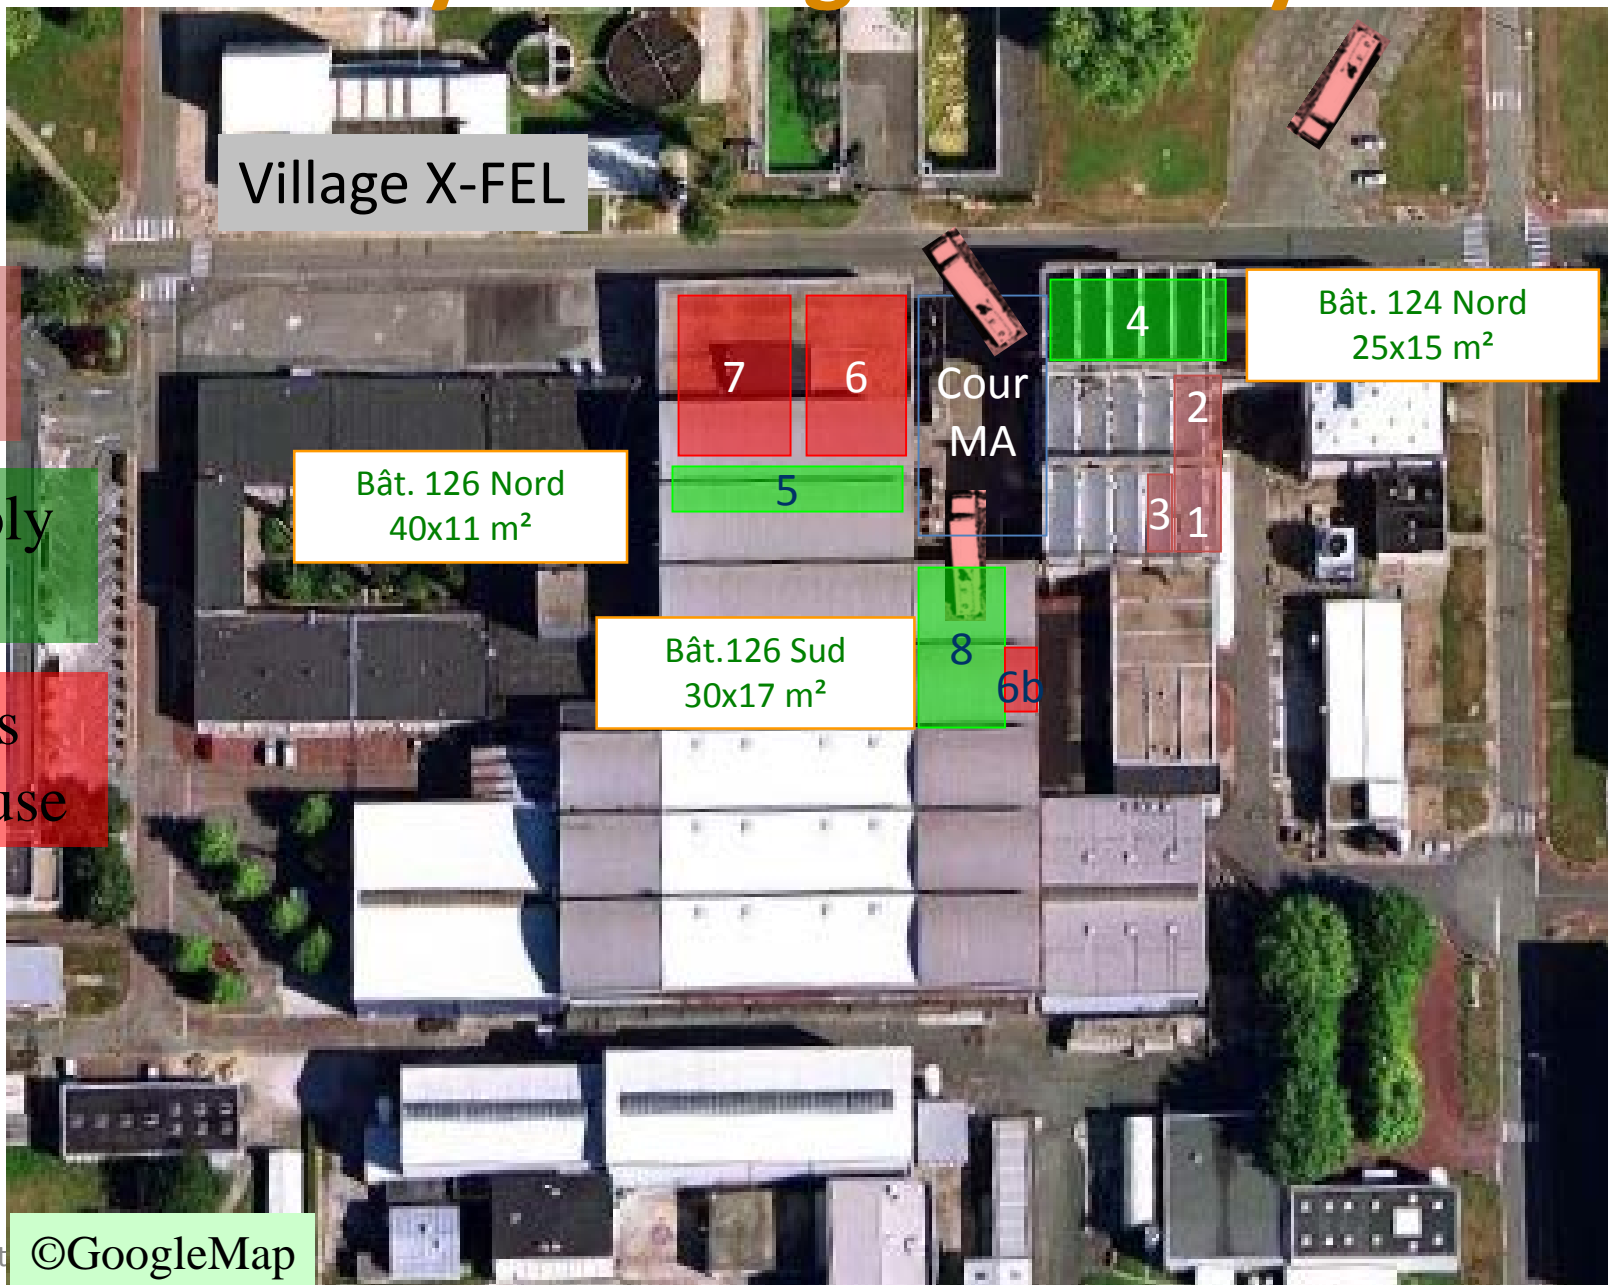 Village X-FEL
Bât. 124 Nord
25x15 m²
4
7
6
Cour
MA
2
Bât. 126 Nord
40x11 m²
5
3
1
Bât.126 Sud
30x17 m²
8
6b
©GoogleMap